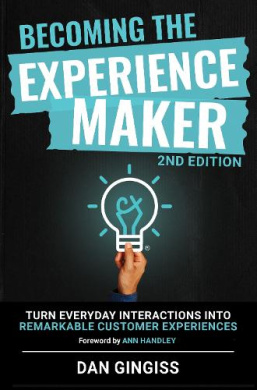 BECOMING THE
EXPERIENCE
MAKER
2ND EDITION
cx
®
TURN EVERYDAY INTERACTIONS INTO
REMARKABLE CUSTOMER EXPERIENCES
Foreword by ANN HANDLEY
DAN GINGISS